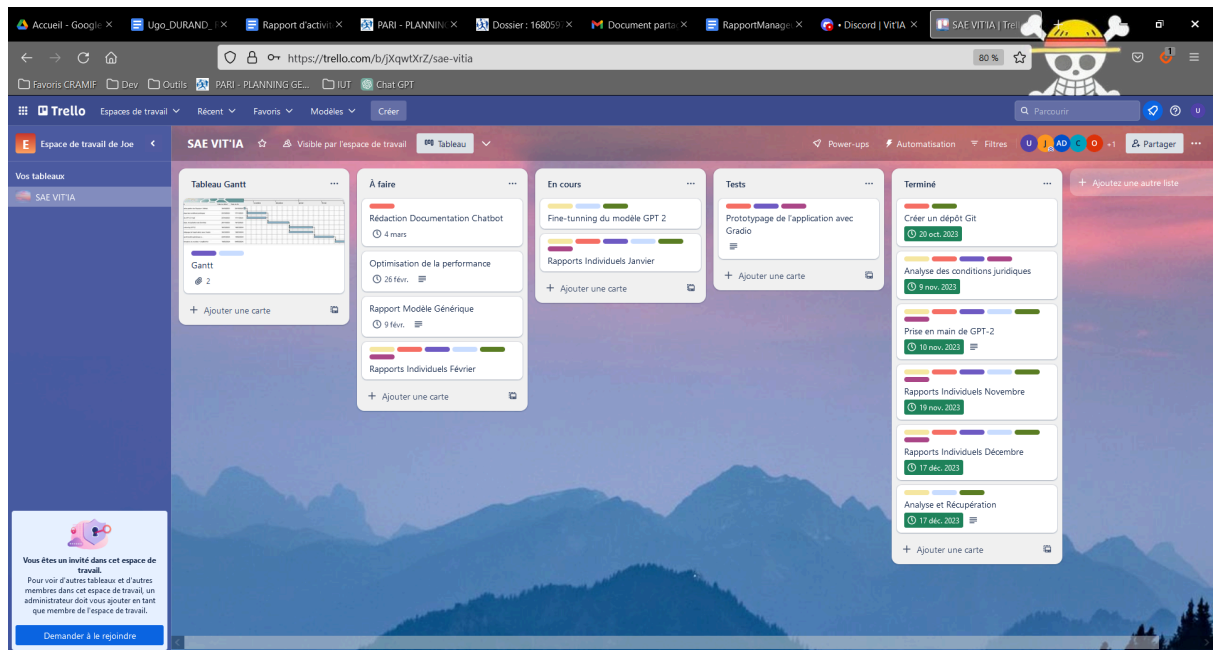 Accueil - Google
Ugo_DURAND_
Rapport d'activit
PARI - PLANNIN
Dossier : 168059
Document parta
RapportManage
• Discord | Vit'IA
SAE VIT'IA | Trell
https://trello.com/b/jXqwtXrZ/sae-vitia
80 %
1
Favoris CRAMIF
Dev
Outils
PARI - PLANNING GE...
IUT
Chat GPT
Trello
Espaces de travail
Récent
Favoris
Modèles
Créer
Parcourir
U
E
Espace de travail de Joe
SAE VIT'IA
Visible par l'espace de travail
Tableau
Power-ups
Automatisation
Filtres
U
J
AD
C
O
+1
Partager
Vos tableaux
SAE VIT'IA
Tableau Gantt
Gantt
2
+ Ajouter une carte
À faire
Rédaction Documentation Chatbot
4 mars
Optimisation de la performance
26 févr.
Rapport Modèle Générique
9 févr.
Rapports Individuels Février
+ Ajouter une carte
En cours
Fine-tunning du modèle GPT 2
Rapports Individuels Janvier
+ Ajouter une carte
Tests
Prototypage de l'application avec
Gradio
+ Ajouter une carte
Terminé
Créer un dépôt Git
20 oct. 2023
Analyse des conditions juridiques
9 nov. 2023
Prise en main de GPT-2
10 nov. 2023
Rapports Individuels Novembre
19 nov. 2023
Rapports Individuels Décembre
17 déc. 2023
Analyse et Récupération
17 déc. 2023
+ Ajouter une carte
+ Ajoutez une autre liste
Vous êtes un invité dans cet espace de
travail.
Pour voir d'autres tableaux et d'autres
membres dans cet espace de travail, un
administrateur doit vous ajouter en tant
que membre de l'espace de travail.
Demander à le rejoindre